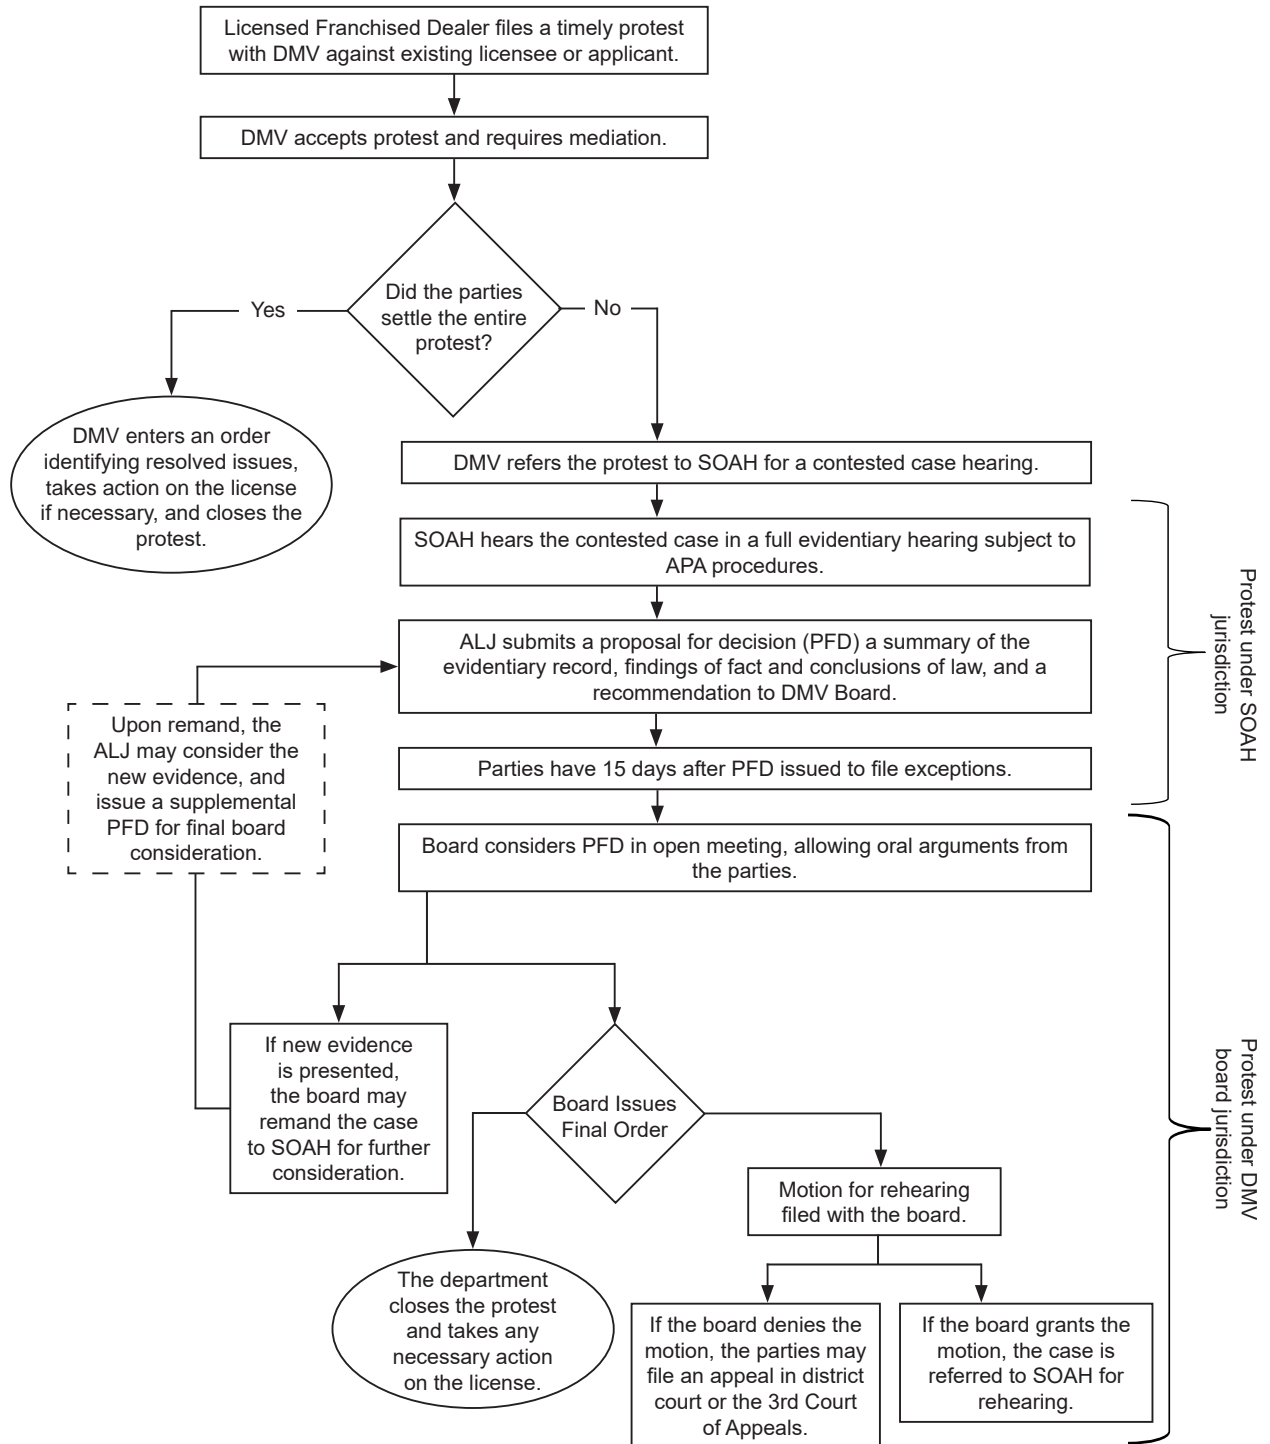 Licensed Franchised Dealer files a timely protest
with DMV against existing licensee or applicant.
DMV accepts protest and requires mediation.
Did the parties
settle the entire
protest?
Yes
No
DMV enters an order
identifying resolved issues,
takes action on the license
if necessary, and closes the
protest.
DMV refers the protest to SOAH for a contested case hearing.
SOAH hears the contested case in a full evidentiary hearing subject to
APA procedures.
ALJ submits a proposal for decision (PFD) a summary of the
evidentiary record, findings of fact and conclusions of law, and a
recommendation to DMV Board.
Parties have 15 days after PFD issued to file exceptions.
Protest under SOAH
jurisdiction
Upon remand, the
ALJ may consider the
new evidence, and
issue a supplemental
PFD for final board
consideration.
Board considers PFD in open meeting, allowing oral arguments from
the parties.
If new evidence
is presented,
the board may
remand the case
to SOAH for further
consideration.
Board Issues
Final Order
Protest under DMV
board jurisdiction
Motion for rehearing
filed with the board.
The department
closes the protest
and takes any
necessary action
on the license.
If the board denies the
motion, the parties may
file an appeal in district
court or the 3rd Court
of Appeals.
If the board grants the
motion, the case is
referred to SOAH for
rehearing.